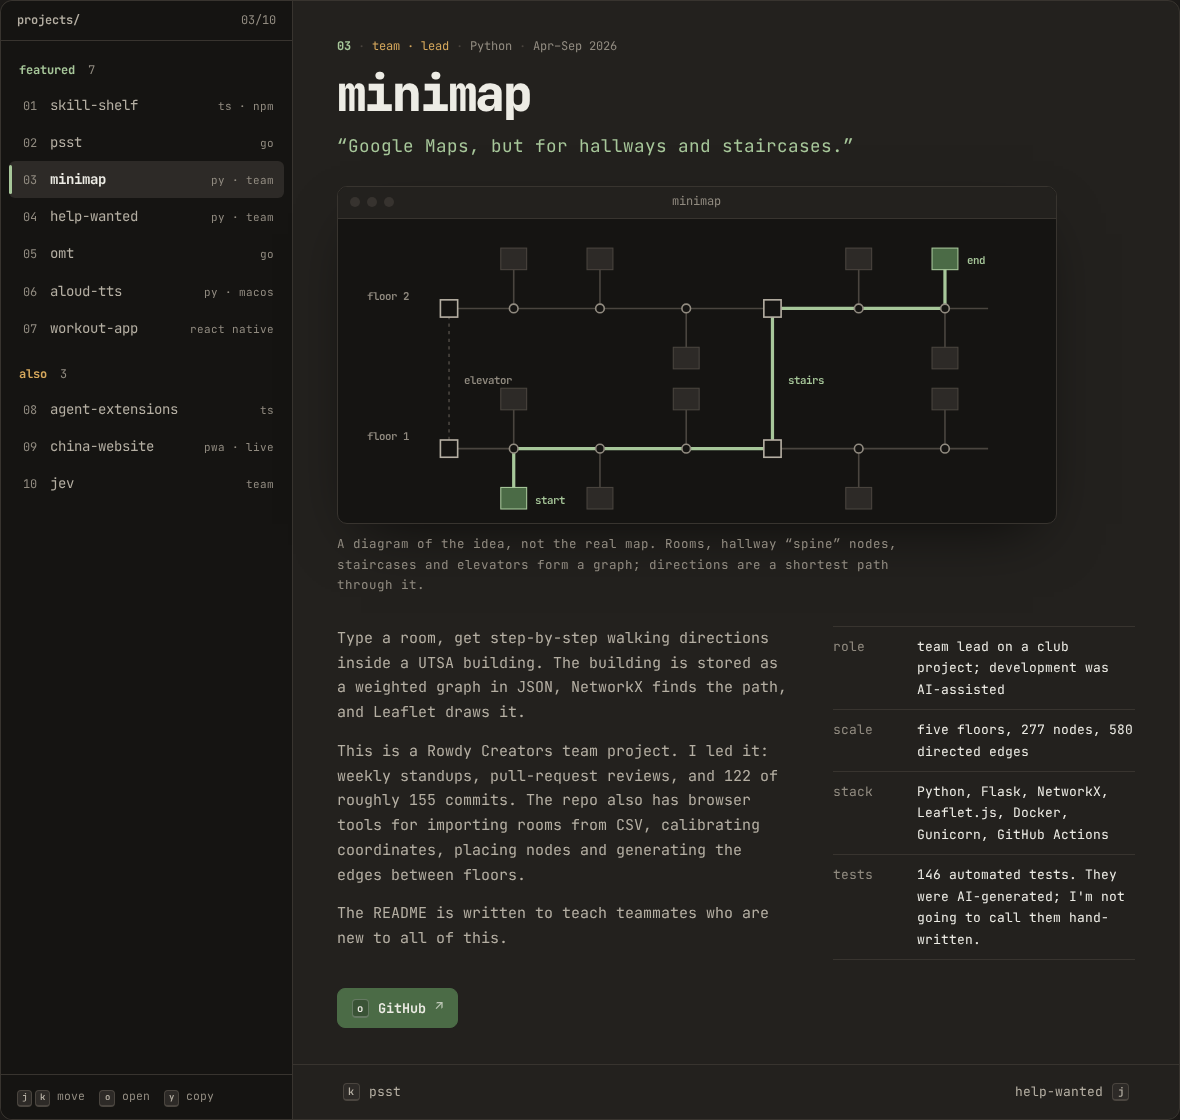 projects/ 03/10
featured 7
01 skill-shelf ts · npm
02 psst go
03 minimap py · team
04 help-wanted py · team
05 omt go
06 aloud-tts py · macos
07 workout-app react native
also 3
08 agent-extensions ts
09 china-website pwa · live
10 jev team
j k move o open y copy
03 · team · lead · Python · Apr–Sep 2026
minimap
“Google Maps, but for hallways and staircases.”
minimap
end
floor 2
elevator
stairs
floor 1
start
A diagram of the idea, not the real map. Rooms, hallway “spine” nodes,
staircases and elevators form a graph; directions are a shortest path
through it.
Type a room, get step-by-step walking directions
inside a UTSA building. The building is stored as
a weighted graph in JSON, NetworkX finds the path,
and Leaflet draws it.
This is a Rowdy Creators team project. I led it:
weekly standups, pull-request reviews, and 122 of
roughly 155 commits. The repo also has browser
tools for importing rooms from CSV, calibrating
coordinates, placing nodes and generating the
edges between floors.
The README is written to teach teammates who are
new to all of this.
role team lead on a club
project; development was
AI-assisted
scale five floors, 277 nodes, 580
directed edges
stack Python, Flask, NetworkX,
Leaflet.js, Docker,
Gunicorn, GitHub Actions
tests 146 automated tests. They
were AI-generated; I'm not
going to call them hand-
written.
o GitHub ↗
k psst
help-wanted j